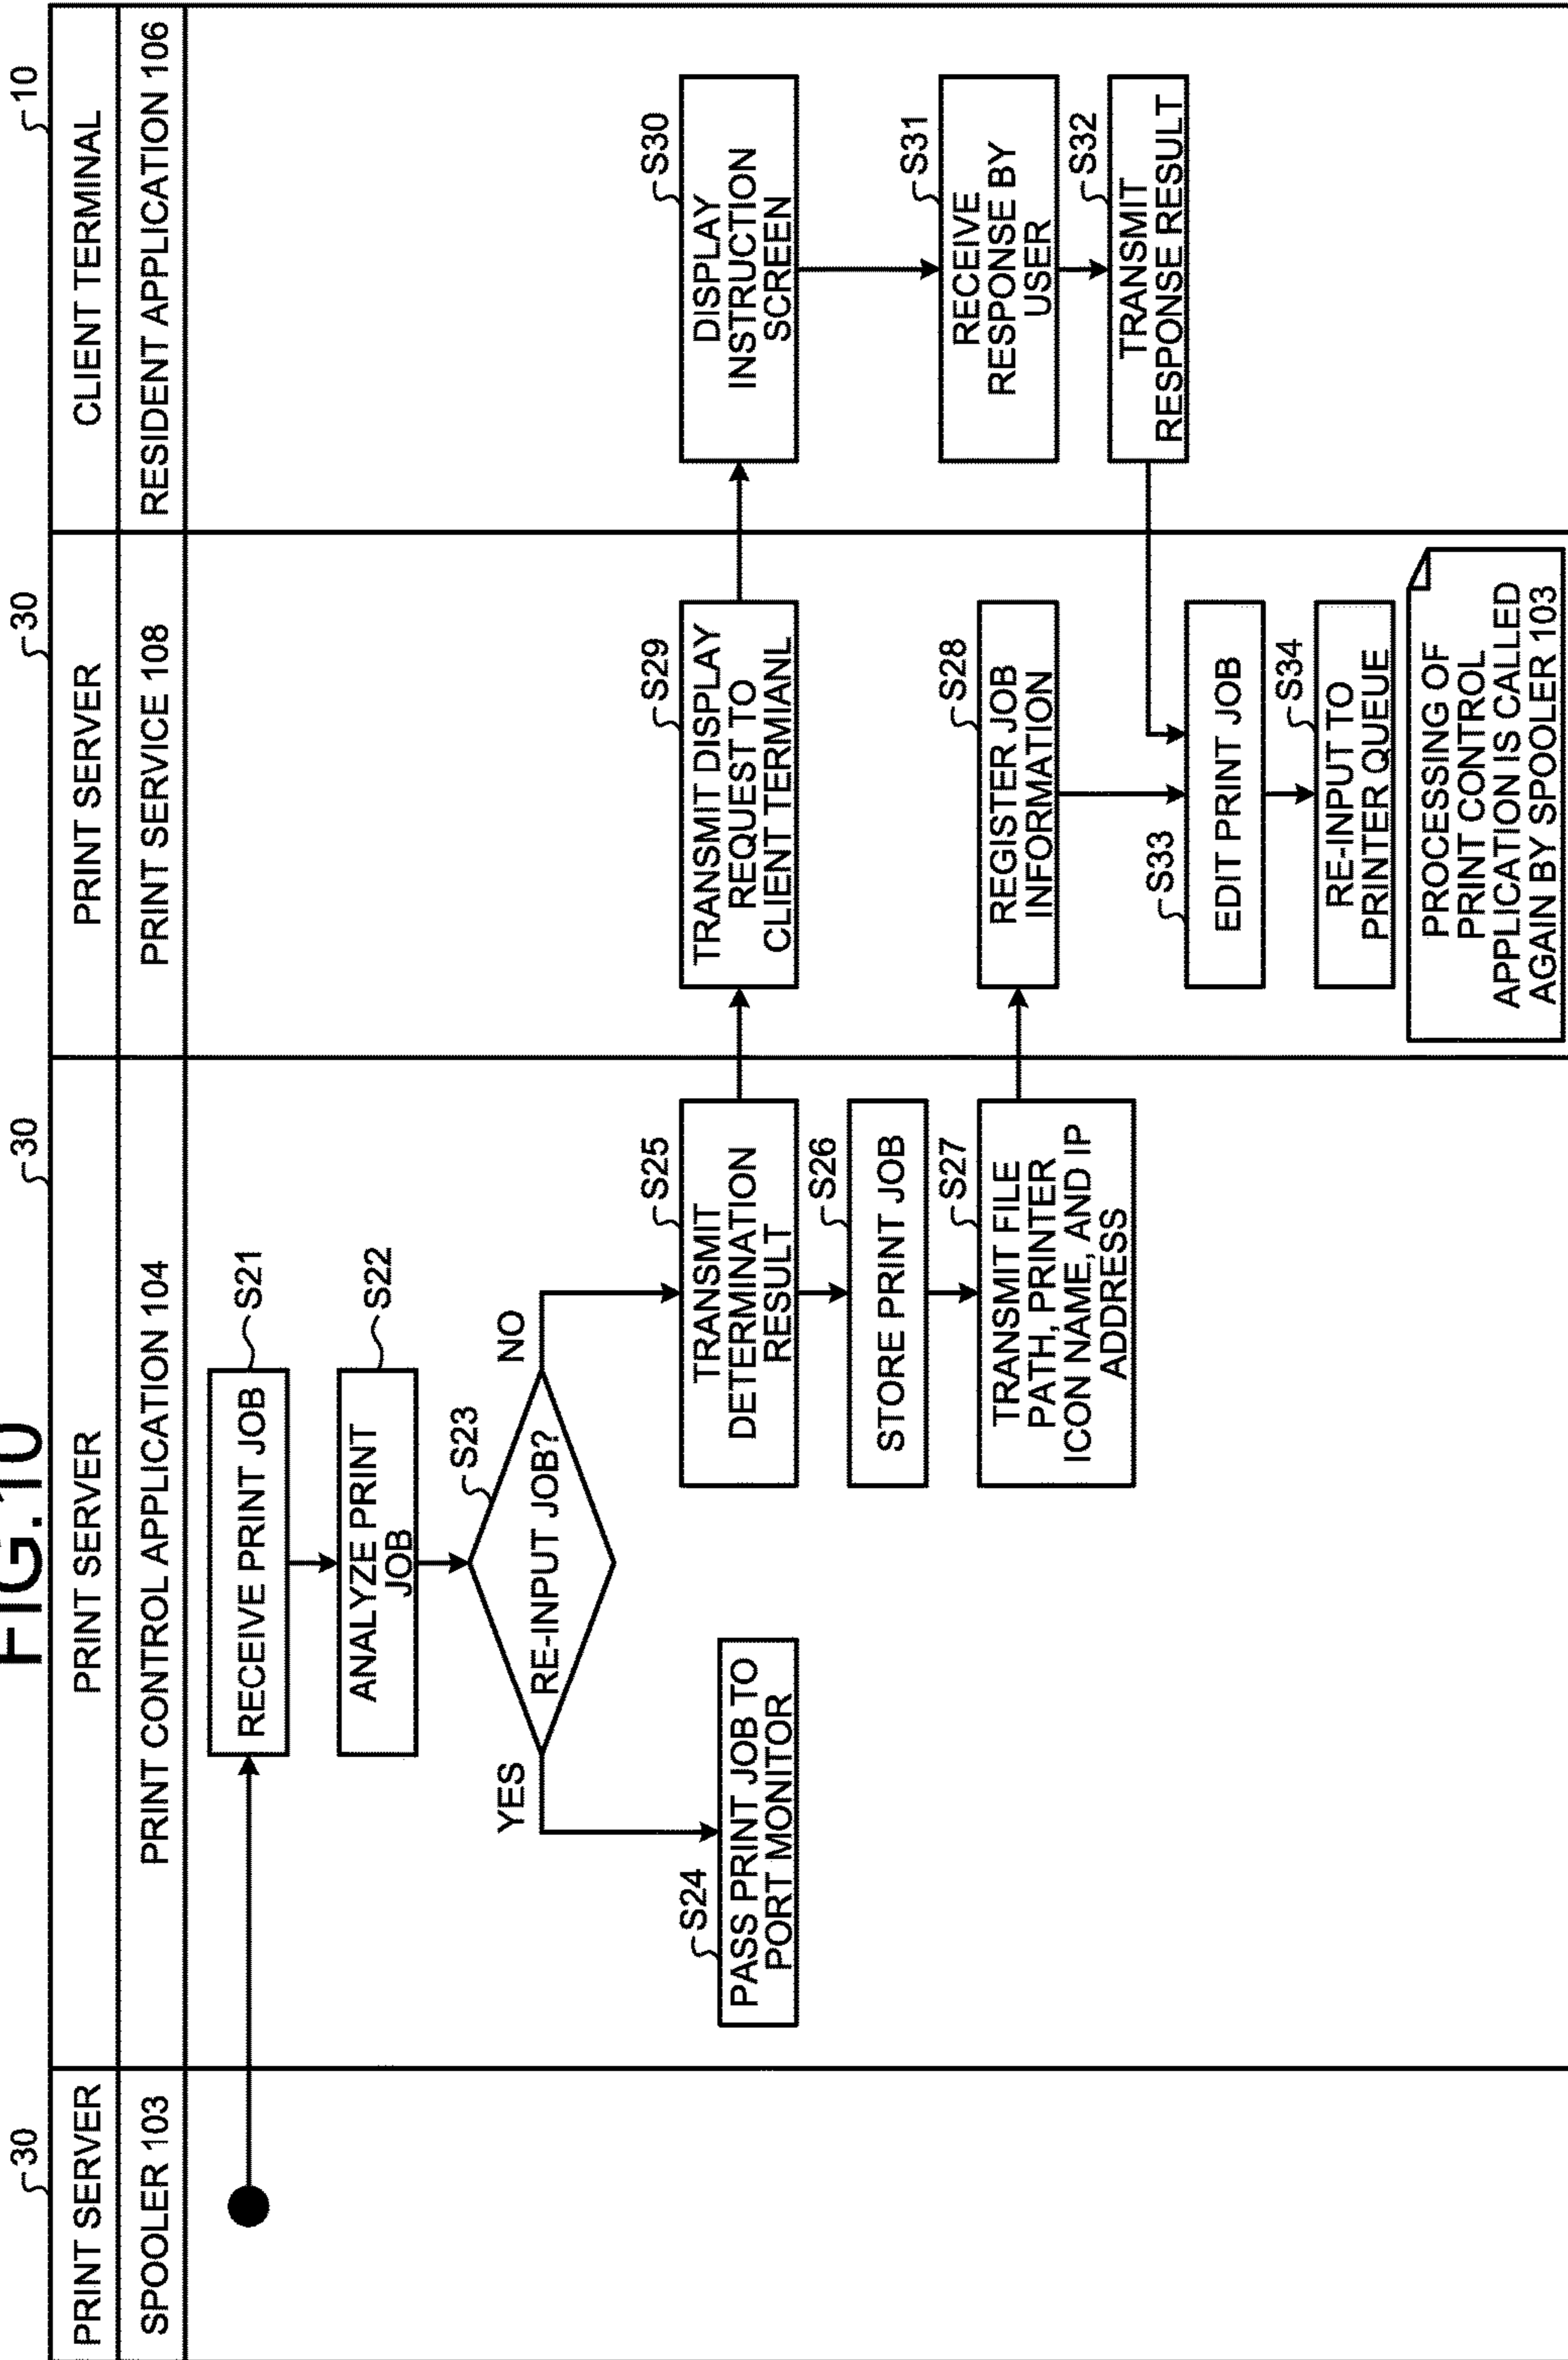 FIG.10
30
30
30
10
PRINT SERVER
PRINT SERVER
PRINT SERVER
CLIENT TERMINAL
SPOOLER 103
PRINT CONTROL APPLICATION 104
PRINT SERVICE 108
RESIDENT APPLICATION 106
S21
RECEIVE PRINT JOB
S22
ANALYZE PRINT
JOB
S23
RE-INPUT JOB?
YES
NO
S24
PASS PRINT JOB TO
PORT MONITOR
S25
TRANSMIT
DETERMINATION
RESULT
S26
STORE PRINT JOB
S27
TRANSMIT FILE
PATH, PRINTER
ICON NAME, AND IP
ADDRESS
S29
TRANSMIT DISPLAY
REQUEST TO
CLIENT TERMIANL
S28
REGISTER JOB
INFORMATION
S33
EDIT PRINT JOB
S34
RE-INPUT TO
PRINTER QUEUE
PROCESSING OF
PRINT CONTROL
APPLICATION IS CALLED
AGAIN BY SPOOLER 103
S30
DISPLAY
INSTRUCTION
SCREEN
S31
RECEIVE
RESPONSE BY
USER
S32
TRANSMIT
RESPONSE RESULT